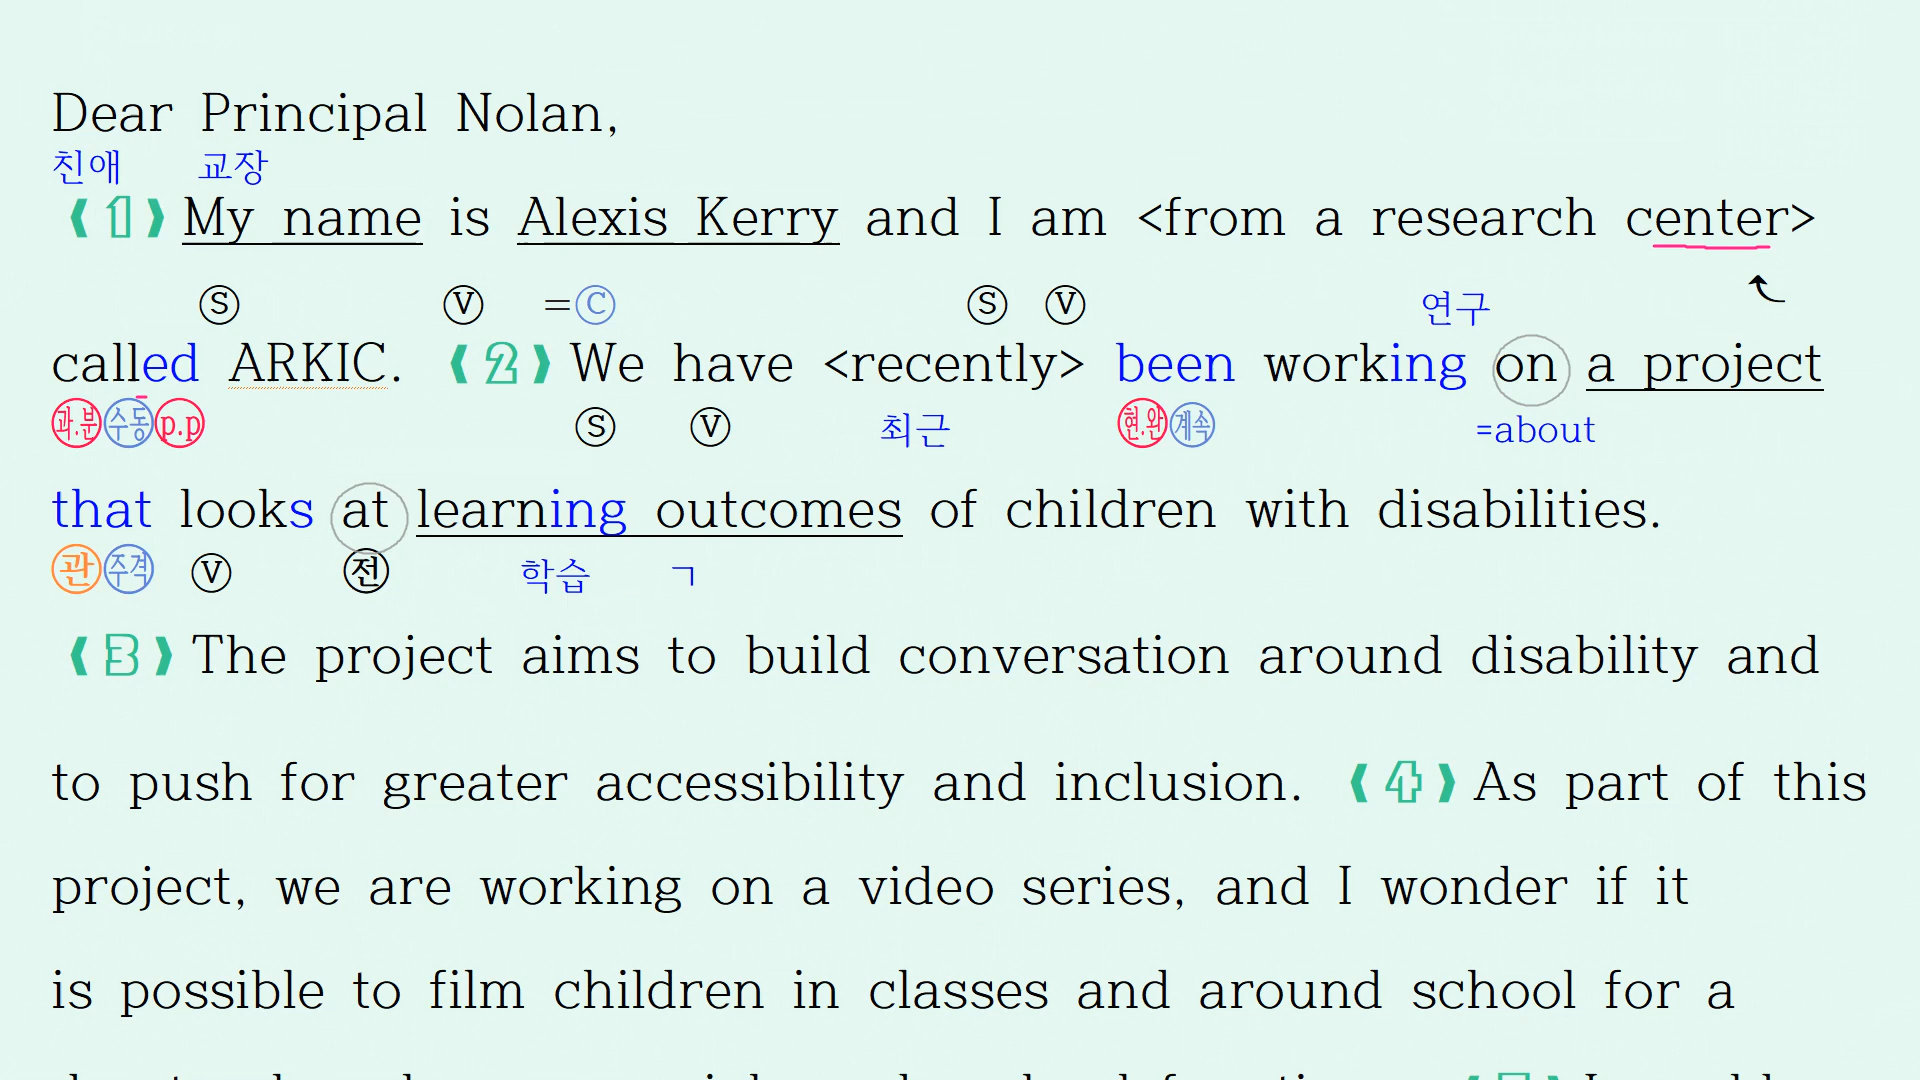 Dear Principal Nolan,
친애 교장
❨1❩ My name is Alexis Kerry and I am <from a research center>
Ⓢ Ⓥ =Ⓒ Ⓢ Ⓥ 연구
called ARKIC. ❨2❩ We have <recently> been working on a project
과.분 수동 p.p Ⓢ Ⓥ 최근 현.완 계속 =about
that looks at learning outcomes of children with disabilities.
관 주격 Ⓥ 전 학습 ㄱ
❨3❩ The project aims to build conversation around disability and
to push for greater accessibility and inclusion. ❨4❩ As part of this
project, we are working on a video series, and I wonder if it
is possible to film children in classes and around school for a